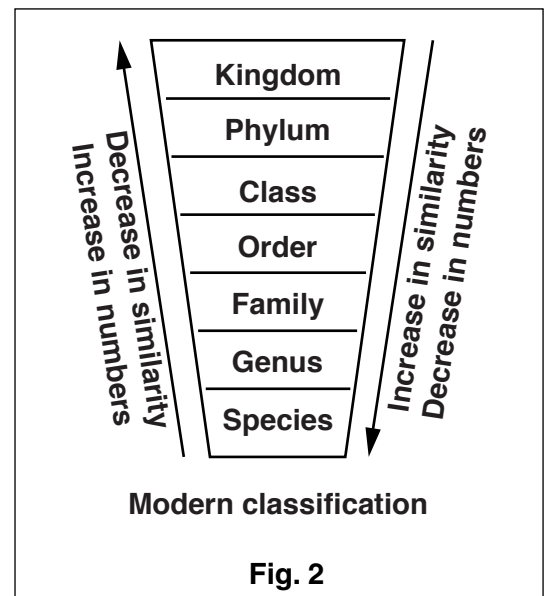 Kingdom
Phylum
Class
Order
Family
Genus
Species
Decrease in similarity
Increase in numbers
Increase in similarity
Decrease in numbers
Modern classification
Fig. 2